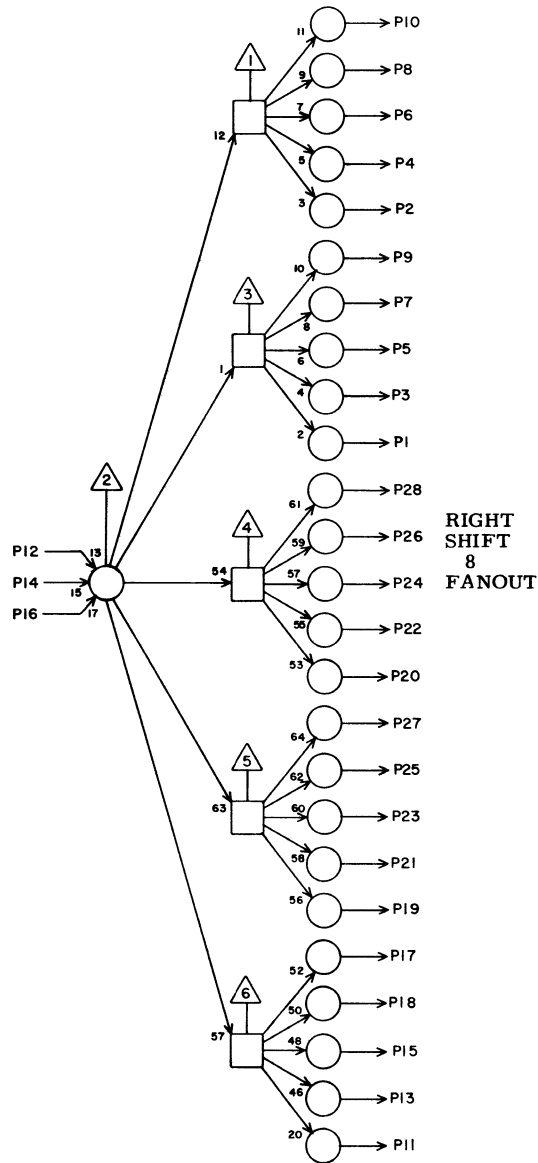 11 P10
1
9 P8
7 P6
12
5 P4
3 P2
10 P9
3
8 P7
6 P5
1
4 P3
2 P1
2
61 P28
4
59 P26
P12 13
54 57 P24
P14 15
P16 17
55 P22
53 P20
RIGHT
SHIFT
8
FANOUT
64 P27
5
62 P25
63 60 P23
58 P21
56 P19
52 P17
6
50 P18
57 48 P15
46 P13
20 P11